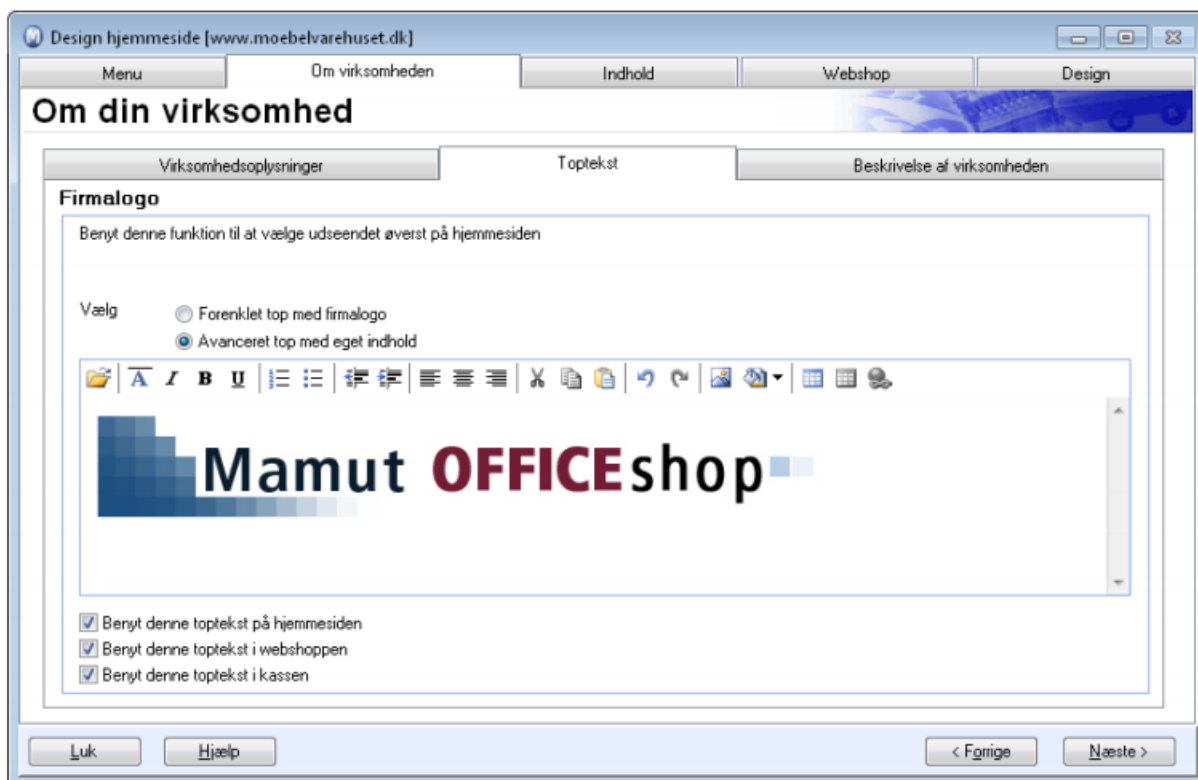 Design hjemmeside [www.moebelvarehuset.dk]
Menu Om virksomheden Indhold Webshop Design
Om din virksomhed
Virksomhedsoplysninger Toptekst Beskrivelse af virksomheden
Firmalogo
Benyt denne funktion til at vælge udseendet øverst på hjemmesiden
Vælg Forenklet top med firmalogo
Avanceret top med eget indhold
A I B U
Mamut OFFICEshop
Benyt denne toptekst på hjemmesiden
Benyt denne toptekst i webshoppen
Benyt denne toptekst i kassen
Luk Hjælp < Forrige Næste >